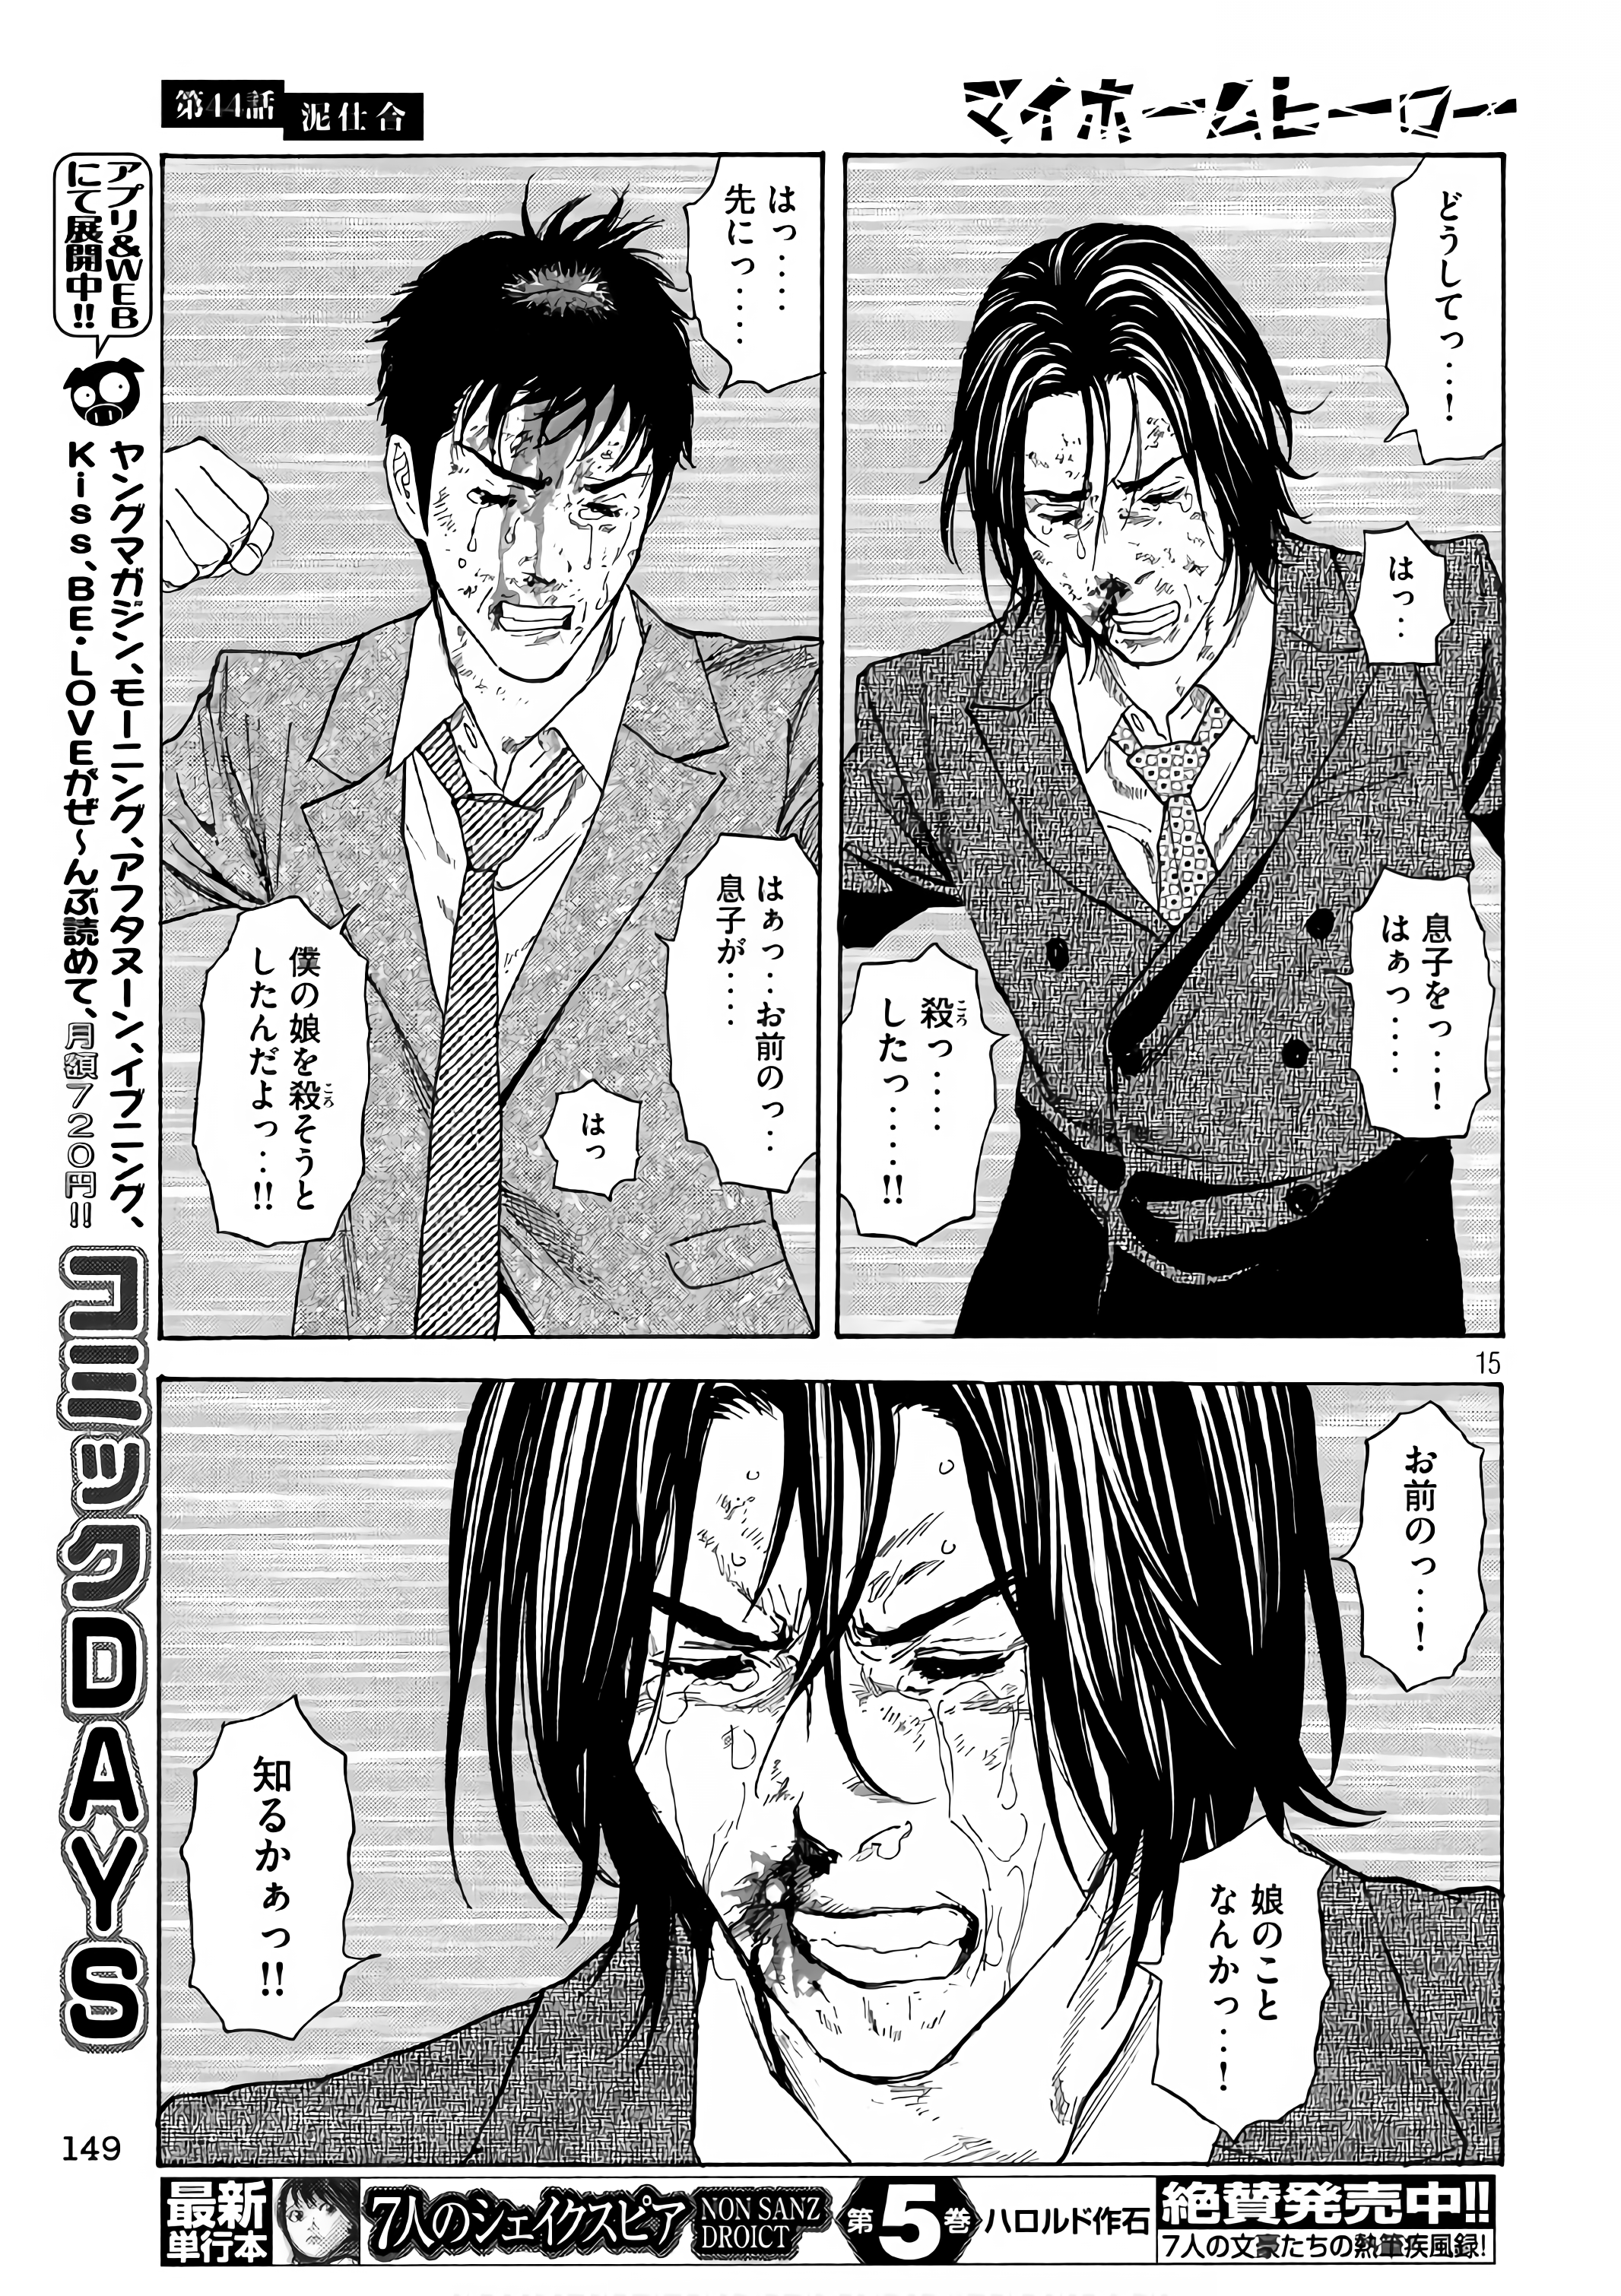 マイホームヒーロー
第44話
泥仕合
どうしてっ‥‥!
はっ‥‥
息子をっ‥‥!
はぁっ‥‥‥
殺っ‥‥‥
ころ
したっ‥‥‥!!
はっ‥‥‥
先にっ‥‥‥
はぁっ‥‥お前のっ‥‥
息子が‥‥‥
はっ
僕の娘を殺そうと
ころ
したんだよっ‥‥!!
15
お前のっ‥‥!
娘のこと
なんかっ‥‥!
知るかぁっ!!
アプリ&WEB
にて展開中!!
ヤングマガジン、モーニング、アフタヌーン、イブニング、
Kiss、BE・LOVEがぜ〜んぶ読めて、月額720円!!
コミックDAYS
149
最新
単行本
7人のシェイクスピア
NON SANZ
DROICT
第5巻
ハロルド作石
絶賛発売中!!
7人の文豪たちの熱筆疾風録!